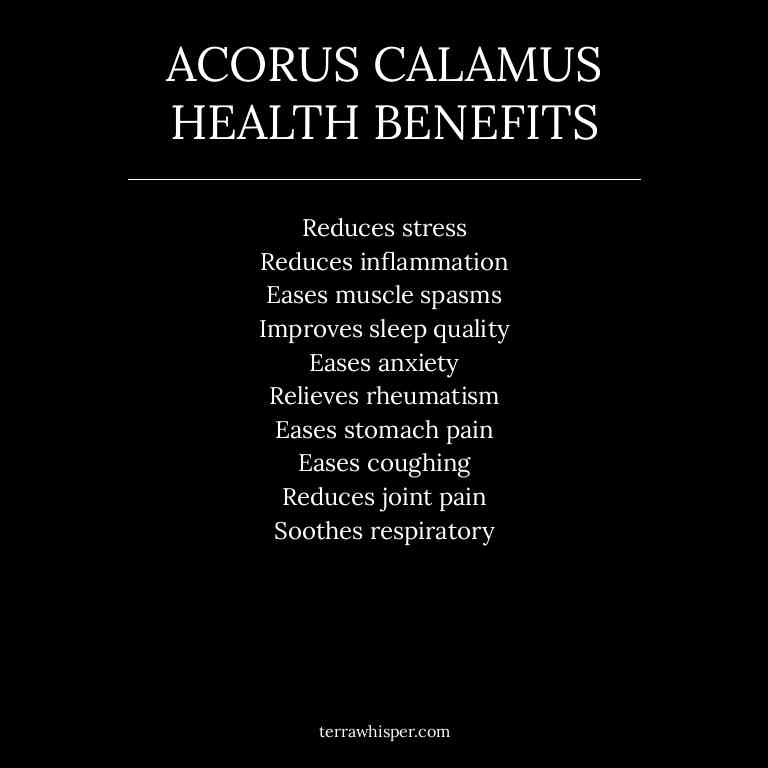 ACORUS CALAMUS
HEALTH BENEFITS
Reduces stress
Reduces inflammation
Eases muscle spasms
Improves sleep quality
Eases anxiety
Relieves rheumatism
Eases stomach pain
Eases coughing
Reduces joint pain
Soothes respiratory
terrawhisper.com